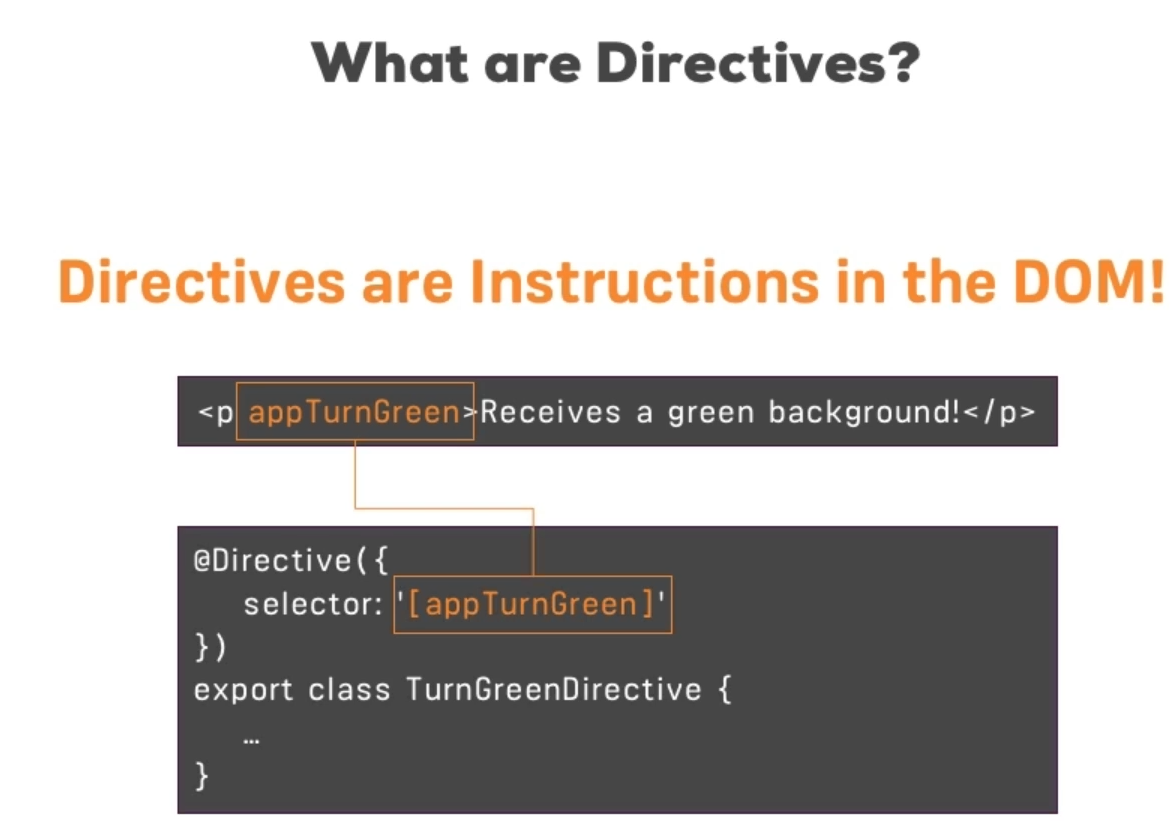 What are Directives?
Directives are Instructions in the DOM!
<p appTurnGreen>Receives a green background!</p>
@Directive({
selector: '[appTurnGreen]'
})
export class TurnGreenDirective {
…
}